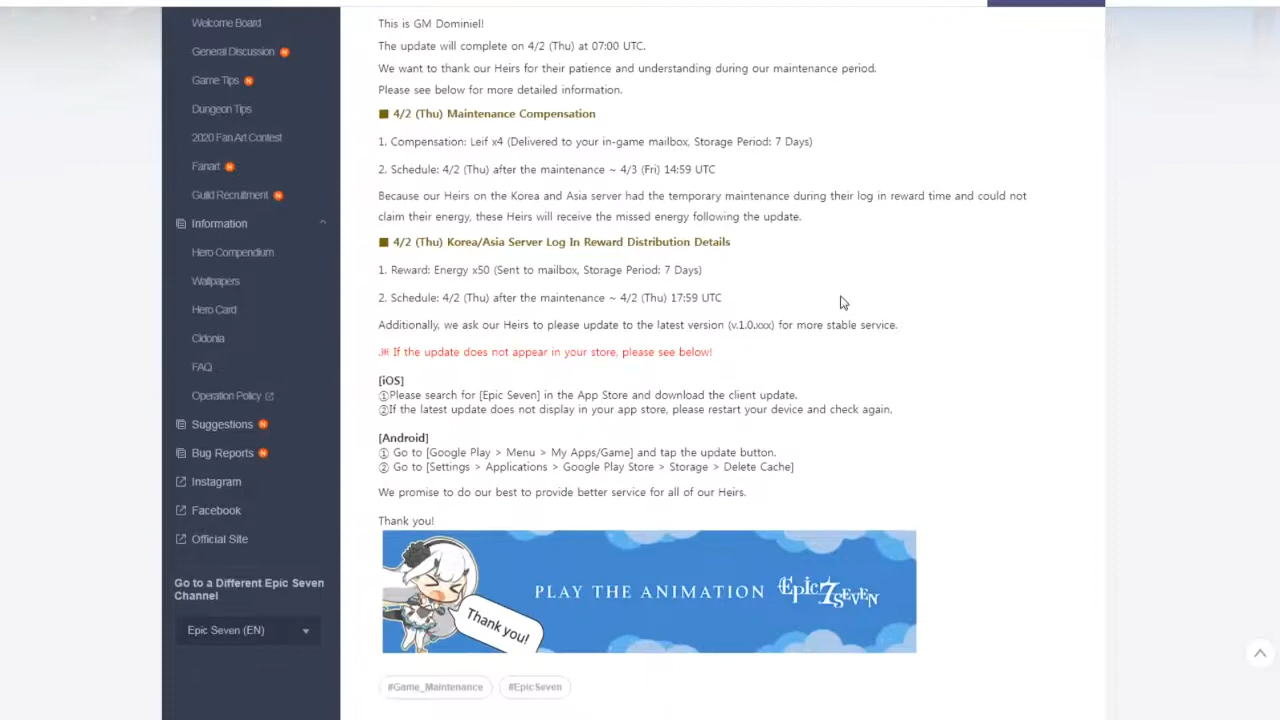 Welcome Board
General Discussion N
Game Tips N
Dungeon Tips
2020 Fan Art Contest
Fanart N
Guild Recruitment N
Information
Hero Compendium
Wallpapers
Hero Card
Cidonia
FAQ
Operation Policy
Suggestions N
Bug Reports N
Instagram
Facebook
Official Site
Go to a Different Epic Seven
Channel
Epic Seven (EN)
This is GM Dominiel!
The update will complete on 4/2 (Thu) at 07:00 UTC.
We want to thank our Heirs for their patience and understanding during our maintenance period.
Please see below for more detailed information.
■ 4/2 (Thu) Maintenance Compensation
1. Compensation: Leif x4 (Delivered to your in-game mailbox, Storage Period: 7 Days)
2. Schedule: 4/2 (Thu) after the maintenance ~ 4/3 (Fri) 14:59 UTC
Because our Heirs on the Korea and Asia server had the temporary maintenance during their log in reward time and could not
claim their energy, these Heirs will receive the missed energy following the update.
■ 4/2 (Thu) Korea/Asia Server Log In Reward Distribution Details
1. Reward: Energy x50 (Sent to mailbox, Storage Period: 7 Days)
2. Schedule: 4/2 (Thu) after the maintenance ~ 4/2 (Thu) 17:59 UTC
Additionally, we ask our Heirs to please update to the latest version (v.1.0.xxx) for more stable service.
※ If the update does not appear in your store, please see below!
[iOS]
①Please search for [Epic Seven] in the App Store and download the client update.
②If the latest update does not display in your app store, please restart your device and check again.
[Android]
① Go to [Google Play > Menu > My Apps/Game] and tap the update button.
② Go to [Settings > Applications > Google Play Store > Storage > Delete Cache]
We promise to do our best to provide better service for all of our Heirs.
Thank you!
Thank you!
PLAY THE ANIMATION Epic7 SEVEN
#Game_Maintenance #EpicSeven